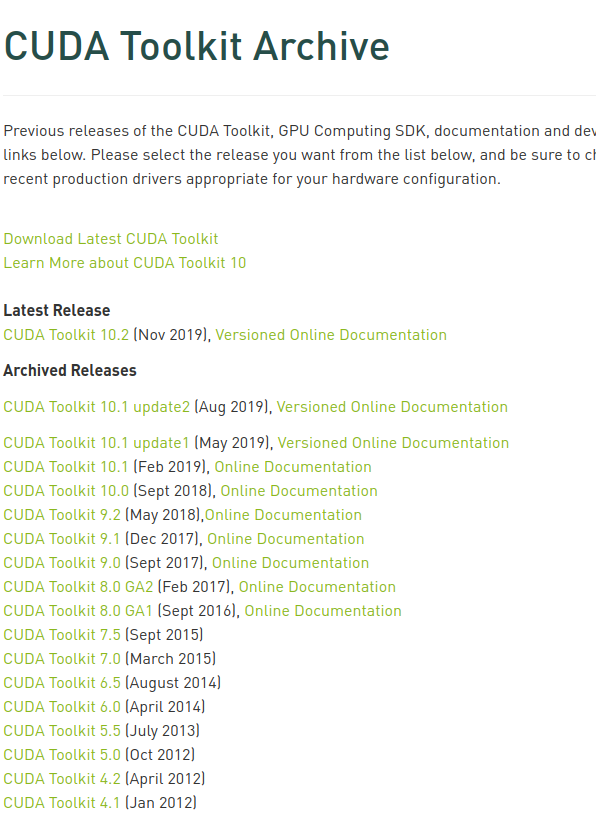 CUDA Toolkit Archive
Previous releases of the CUDA Toolkit, GPU Computing SDK, documentation and
links below. Please select the release you want from the list below, and be sure to
recent production drivers appropriate for your hardware configuration.
Download Latest CUDA Toolkit
Learn More about CUDA Toolkit 10
Latest Release
CUDA Toolkit 10.2 (Nov 2019), Versioned Online Documentation
Archived Releases
CUDA Toolkit 10.1 update2 (Aug 2019), Versioned Online Documentation
CUDA Toolkit 10.1 update1 (May 2019), Versioned Online Documentation
CUDA Toolkit 10.1 (Feb 2019), Online Documentation
CUDA Toolkit 10.0 (Sept 2018), Online Documentation
CUDA Toolkit 9.2 (May 2018),Online Documentation
CUDA Toolkit 9.1 (Dec 2017), Online Documentation
CUDA Toolkit 9.0 (Sept 2017), Online Documentation
CUDA Toolkit 8.0 GA2 (Feb 2017), Online Documentation
CUDA Toolkit 8.0 GA1 (Sept 2016), Online Documentation
CUDA Toolkit 7.5 (Sept 2015)
CUDA Toolkit 7.0 (March 2015)
CUDA Toolkit 6.5 (August 2014)
CUDA Toolkit 6.0 (April 2014)
CUDA Toolkit 5.5 (July 2013)
CUDA Toolkit 5.0 (Oct 2012)
CUDA Toolkit 4.2 (April 2012)
CUDA Toolkit 4.1 (Jan 2012)